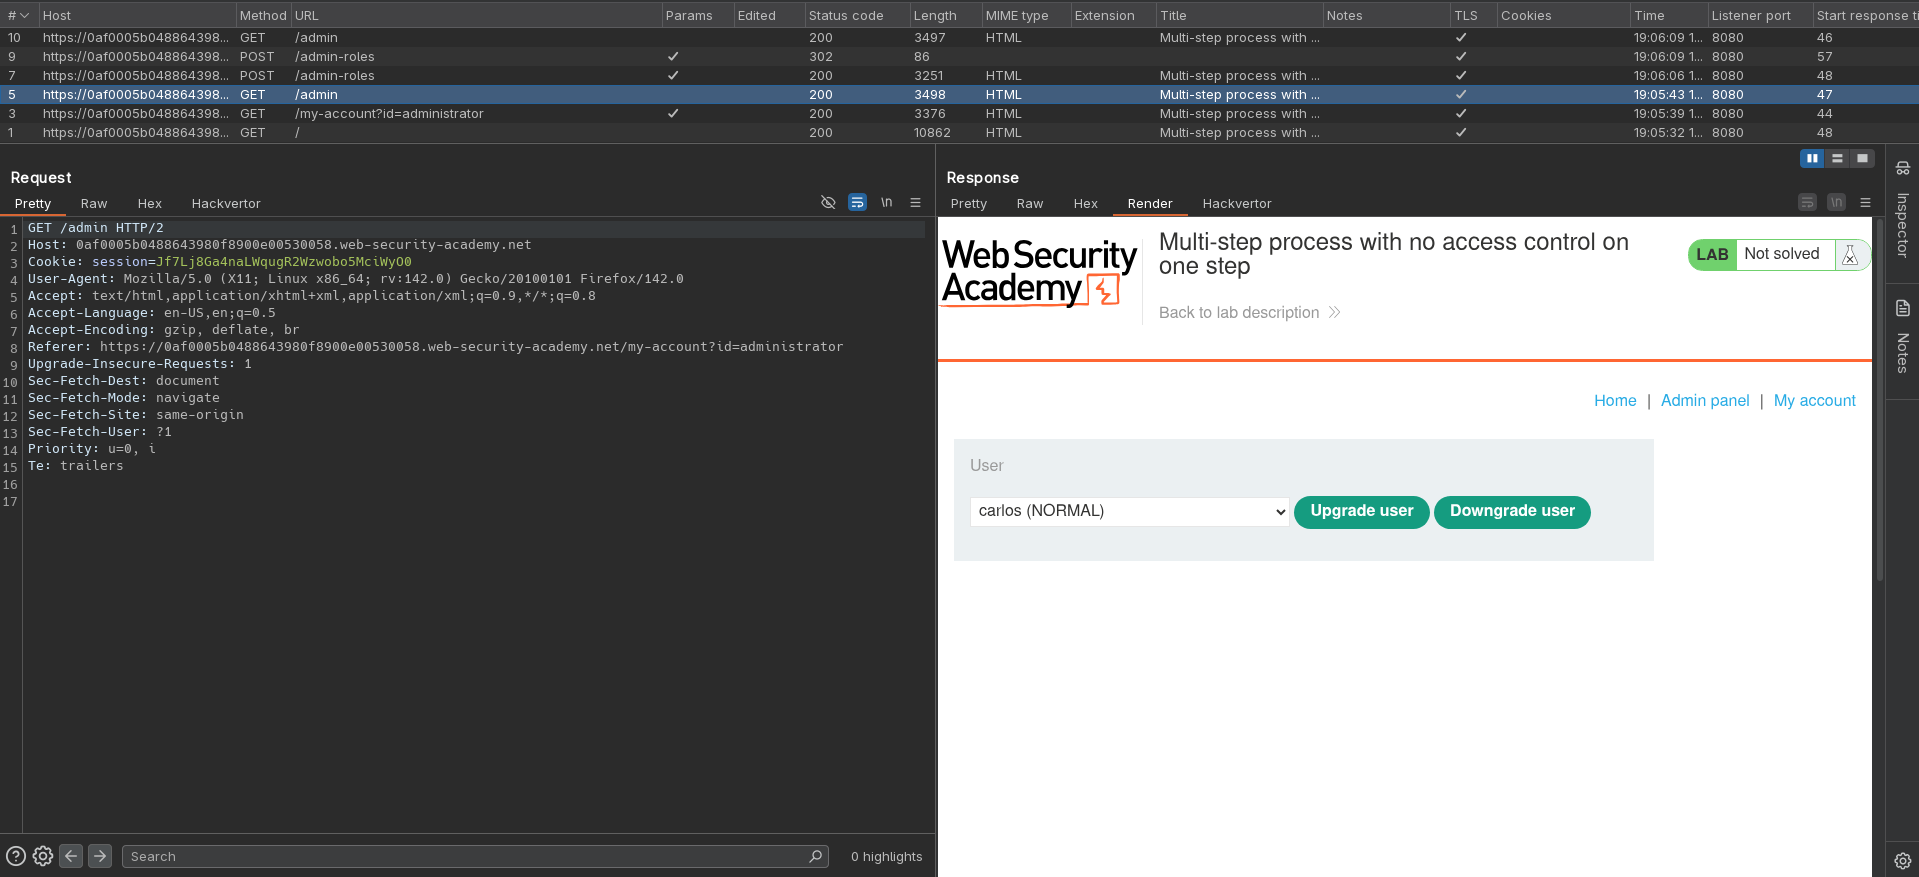 # Host Method URL Params Edited Status code Length MIME type Extension Title Notes TLS Cookies Time Listener port Start response ti
10 https://0af0005b048864398... GET /admin 200 3497 HTML Multi-step process with ... ✓ 19:06:09 1... 8080 46
9 https://0af0005b048864398... POST /admin-roles ✓ 302 86 ✓ 19:06:09 1... 8080 57
7 https://0af0005b048864398... POST /admin-roles ✓ 200 3251 HTML Multi-step process with ... ✓ 19:06:06 1... 8080 48
5 https://0af0005b048864398... GET /admin 200 3498 HTML Multi-step process with ... ✓ 19:05:43 1... 8080 47
3 https://0af0005b048864398... GET /my-account?id=administrator ✓ 200 3376 HTML Multi-step process with ... ✓ 19:05:39 1... 8080 44
1 https://0af0005b048864398... GET / 200 10862 HTML Multi-step process with ... ✓ 19:05:32 1... 8080 48
Request
Pretty Raw Hex Hackvertor \n
1 GET /admin HTTP/2
2 Host: 0af0005b0488643980f8900e00530058.web-security-academy.net
3 Cookie: session=Jf7Lj8Ga4naLWqugR2Wzwobo5MciWyO0
4 User-Agent: Mozilla/5.0 (X11; Linux x86_64; rv:142.0) Gecko/20100101 Firefox/142.0
5 Accept: text/html,application/xhtml+xml,application/xml;q=0.9,*/*;q=0.8
6 Accept-Language: en-US,en;q=0.5
7 Accept-Encoding: gzip, deflate, br
8 Referer: https://0af0005b0488643980f8900e00530058.web-security-academy.net/my-account?id=administrator
9 Upgrade-Insecure-Requests: 1
10 Sec-Fetch-Dest: document
11 Sec-Fetch-Mode: navigate
12 Sec-Fetch-Site: same-origin
13 Sec-Fetch-User: ?1
14 Priority: u=0, i
15 Te: trailers
16
17
Search
0 highlights
Response
Pretty Raw Hex Render Hackvertor \n
Web Security
Academy
Multi-step process with no access control on
one step
Back to lab description
LAB Not solved
Home | Admin panel | My account
User
carlos (NORMAL) Upgrade user Downgrade user
Inspector
Notes